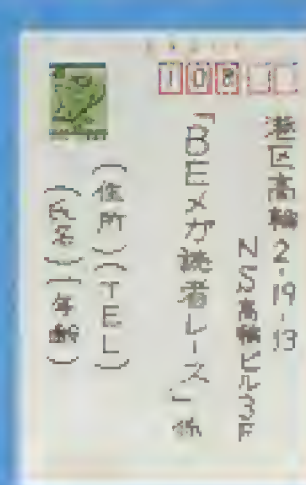 108
港区高輪2-19-13
NS高輪ビル3F
「BEメガ読者レース」係
(住所)(TEL)
(氏名)(年齢)